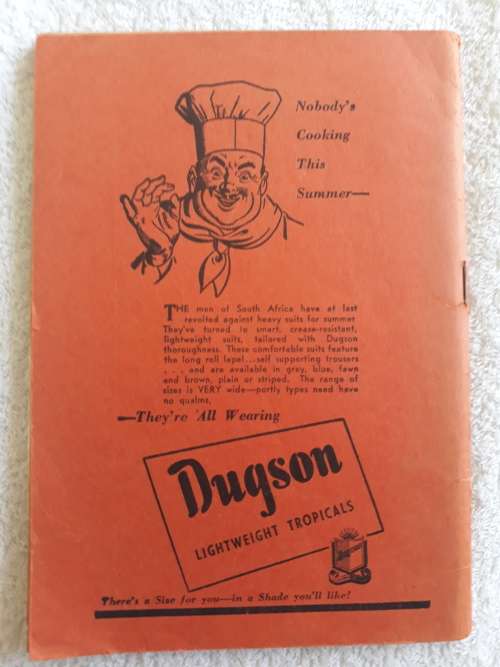 Nobody's
Cooking
This
Summer—
THE men of South Africa have at last
revolted against heavy suits for summer
They've turned to smart, crease-resistant,
lightweight suits, tailored with Dugson
thoroughness. These comfortable suits feature
the long roll lapel...self supporting trousers
. . . and are available in grey, blue, fawn
and brown, plain or striped. The range of
sizes is VERY wide—portly types need have
no qualms.
—They're All Wearing
Dugson
LIGHTWEIGHT TROPICALS
There's a Size for you—in a Shade you'll like!